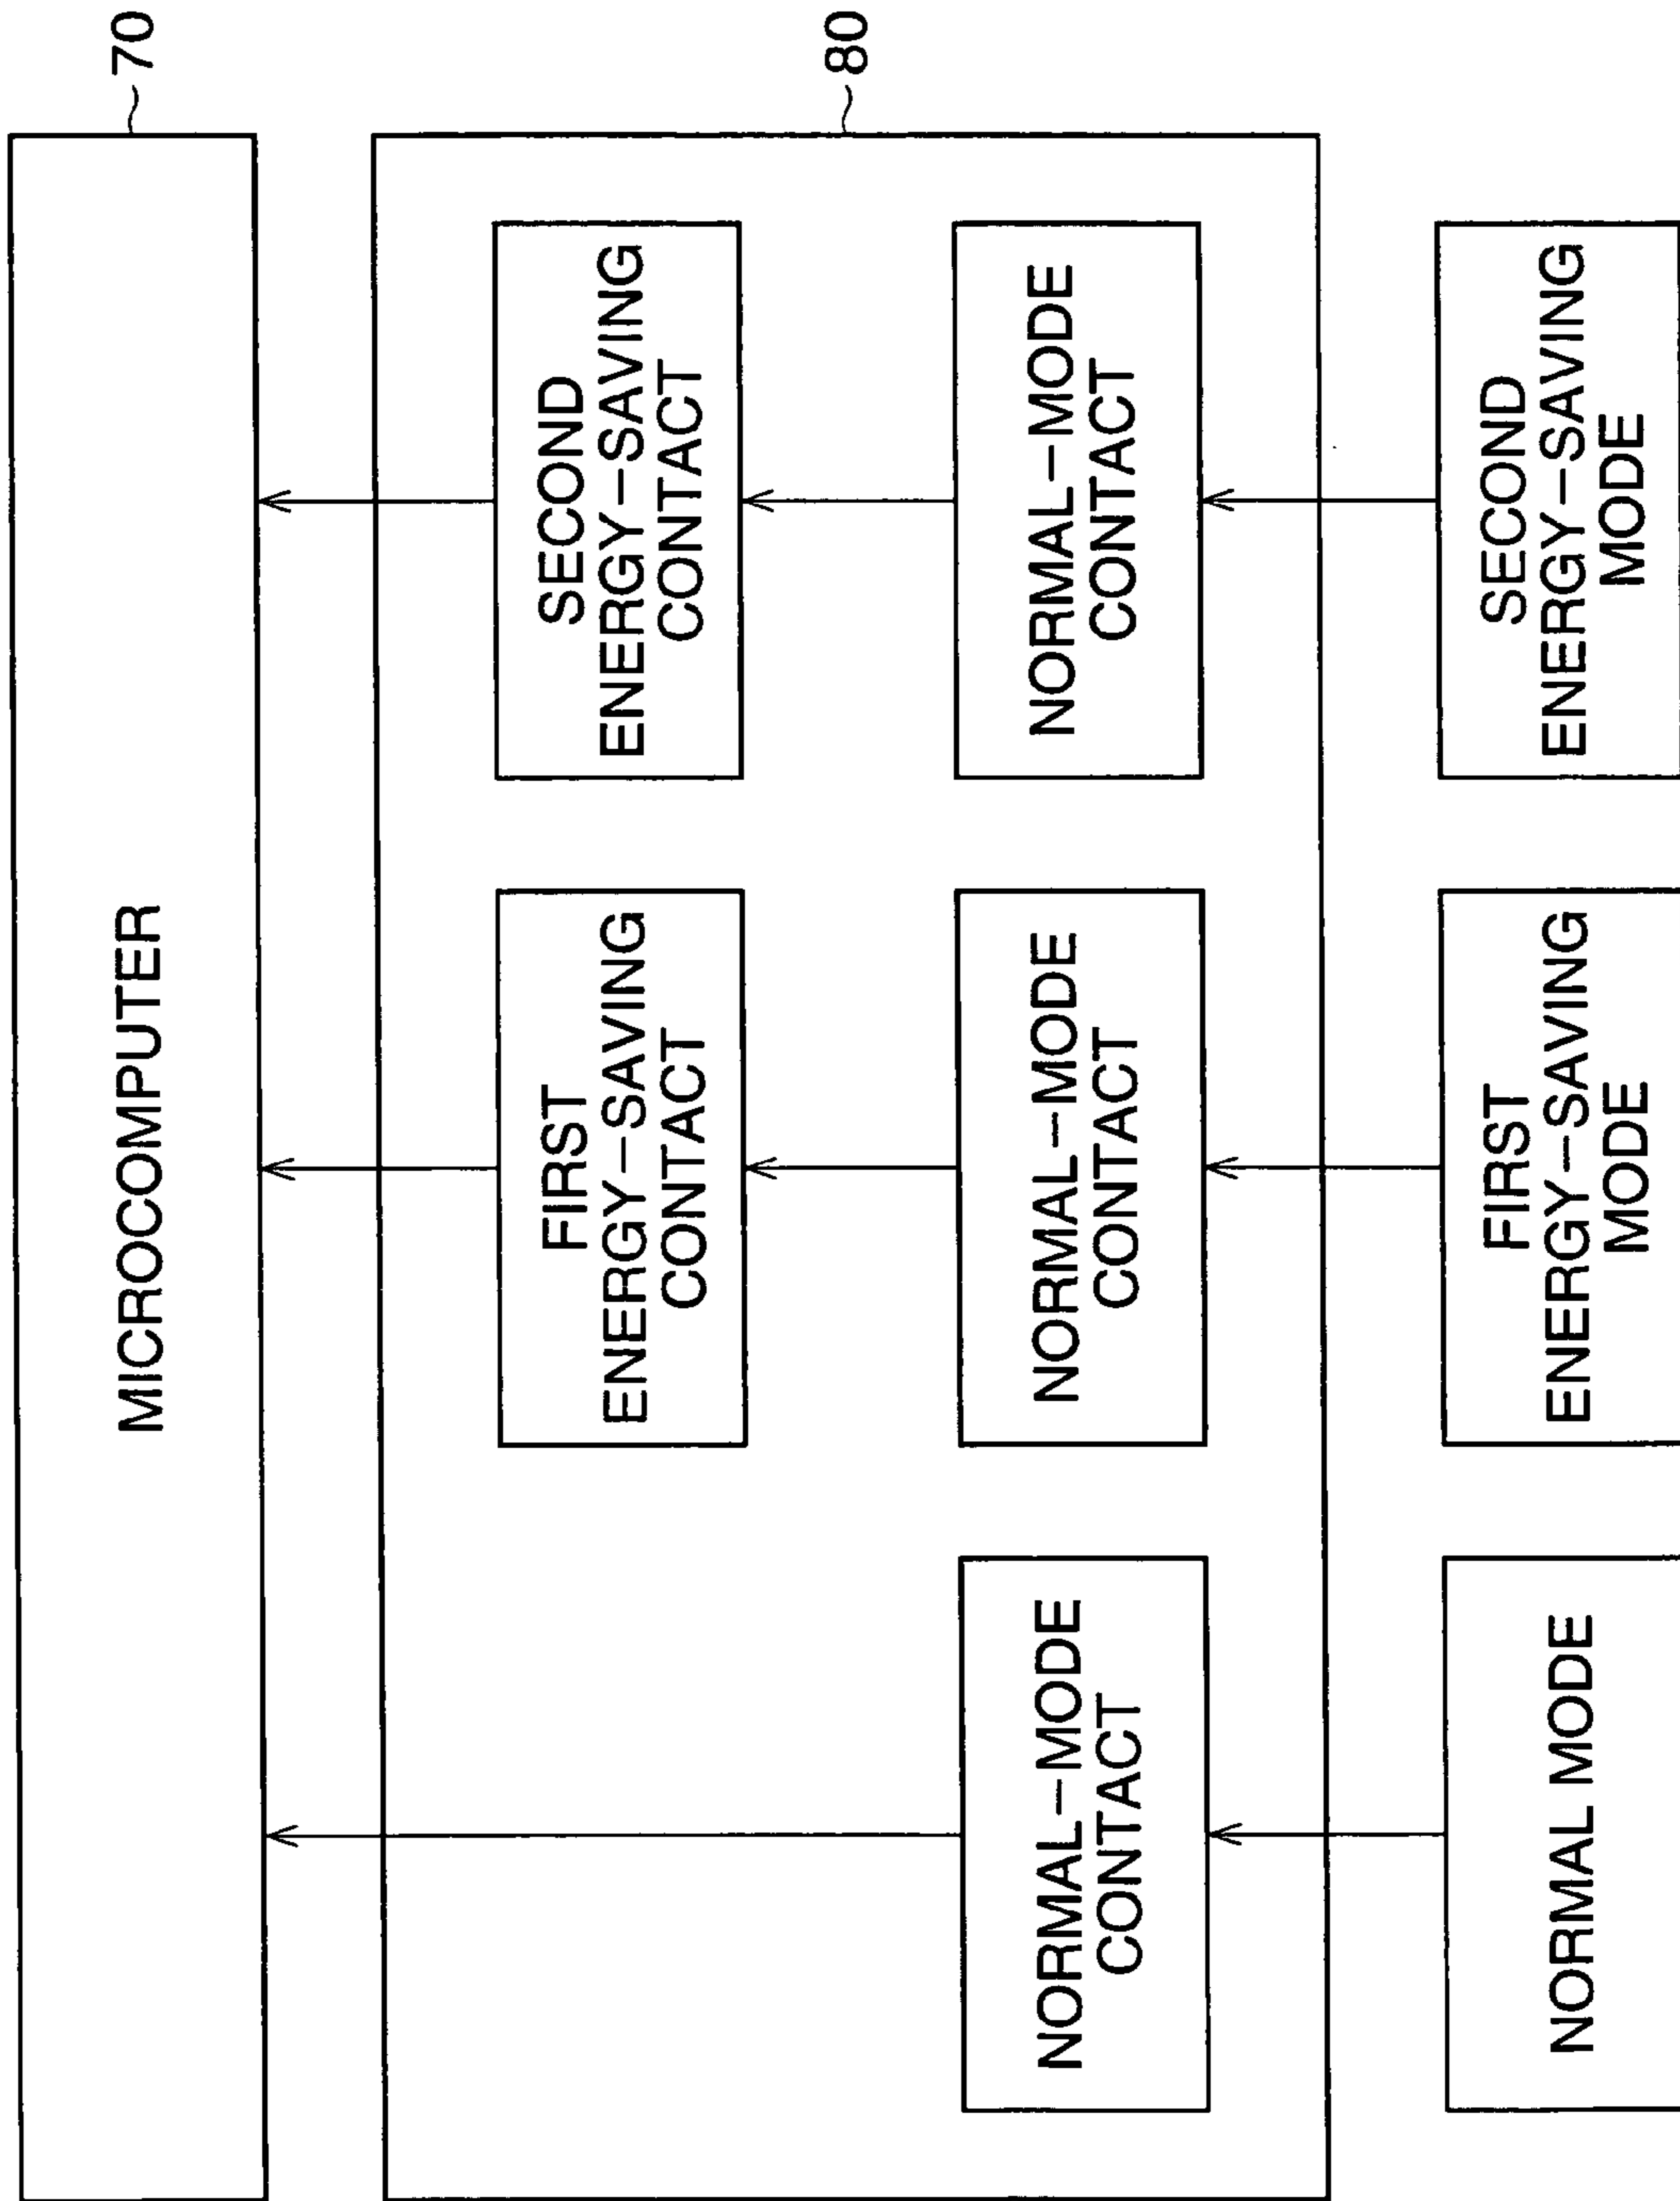 MICROCOMPUTER
70
FIRST
ENERGY-SAVING
CONTACT
SECOND
ENERGY-SAVING
CONTACT
80
NORMAL-MODE
CONTACT
NORMAL-MODE
CONTACT
NORMAL-MODE
CONTACT
NORMAL MODE
FIRST
ENERGY-SAVING
MODE
SECOND
ENERGY-SAVING
MODE